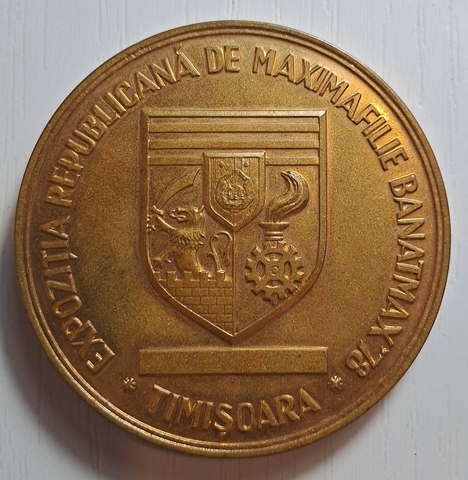 EXPOZIȚIA REPUBLICANĂ DE MAXIMAFILIE BANATMAX'78
* TIMIȘOARA *